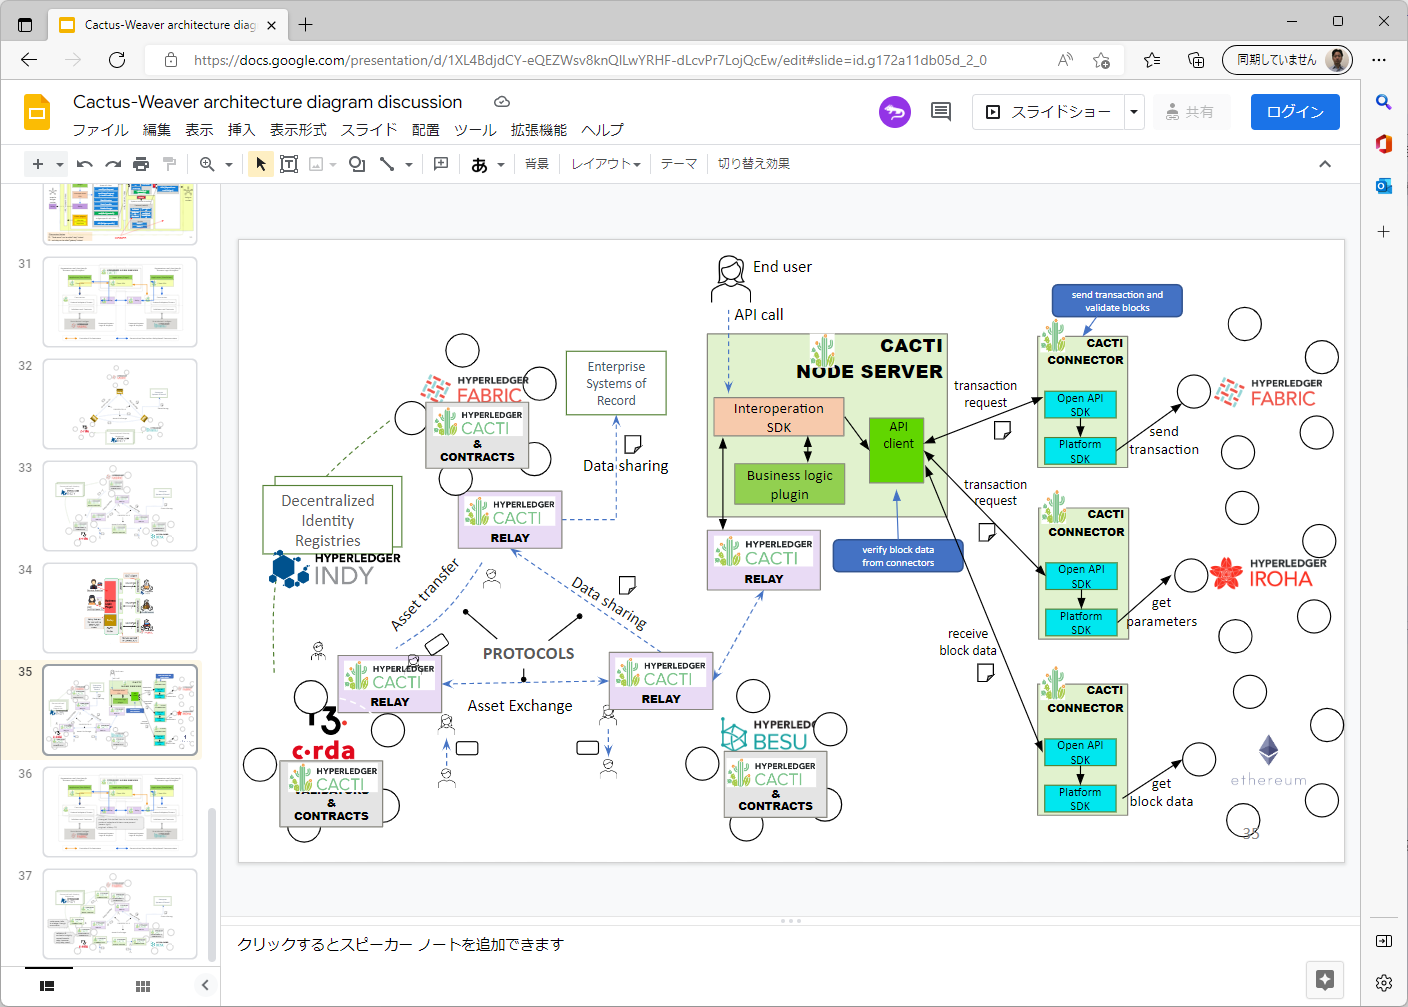 Cactus-Weaver architecture diag
https://docs.google.com/presentation/d/1XL4BdjdCY-eQEZWsv8knQlLwYRHF-dLcvPr7LojQcEw/edit#slide=id.g172a11db05d_2_0
同期していません
Cactus-Weaver architecture diagram discussion
ファイル 編集 表示 挿入 表示形式 スライド 配置 ツール 拡張機能 ヘルプ
スライドショー
共有
ログイン
あ
背景
レイアウト
テーマ
切り替え効果
31
32
33
34
35
36
37
End user
API call
CACTI
NODE SERVER
Interoperation
SDK
API
client
Business logic
plugin
HYPERLEDGER
CACTI
RELAY
verify block data
from connectors
send transaction and
validate blocks
CACTI
CONNECTOR
Open API
SDK
Platform
SDK
transaction
request
send
transaction
HYPERLEDGER
FABRIC
transaction
request
CACTI
CONNECTOR
Open API
SDK
Platform
SDK
get
parameters
HYPERLEDGER
IROHA
receive
block data
CACTI
CONNECTOR
Open API
SDK
Platform
SDK
get
block data
ethereum
35
HYPERLEDGER
FABRIC
HYPERLEDGER
CACTI
&
CONTRACTS
Enterprise
Systems of
Record
Data sharing
Decentralized
Identity
Registries
HYPERLEDGER
INDY
HYPERLEDGER
CACTI
RELAY
Asset transfer
Data sharing
PROTOCOLS
Asset Exchange
HYPERLEDGER
CACTI
RELAY
HYPERLEDGER
CACTI
RELAY
c·rda
HYPERLEDGER
CACTI
&
CONTRACTS
HYPERLEDG
BESU
HYPERLEDGER
CACTI
&
CONTRACTS
クリックするとスピーカー ノートを追加できます